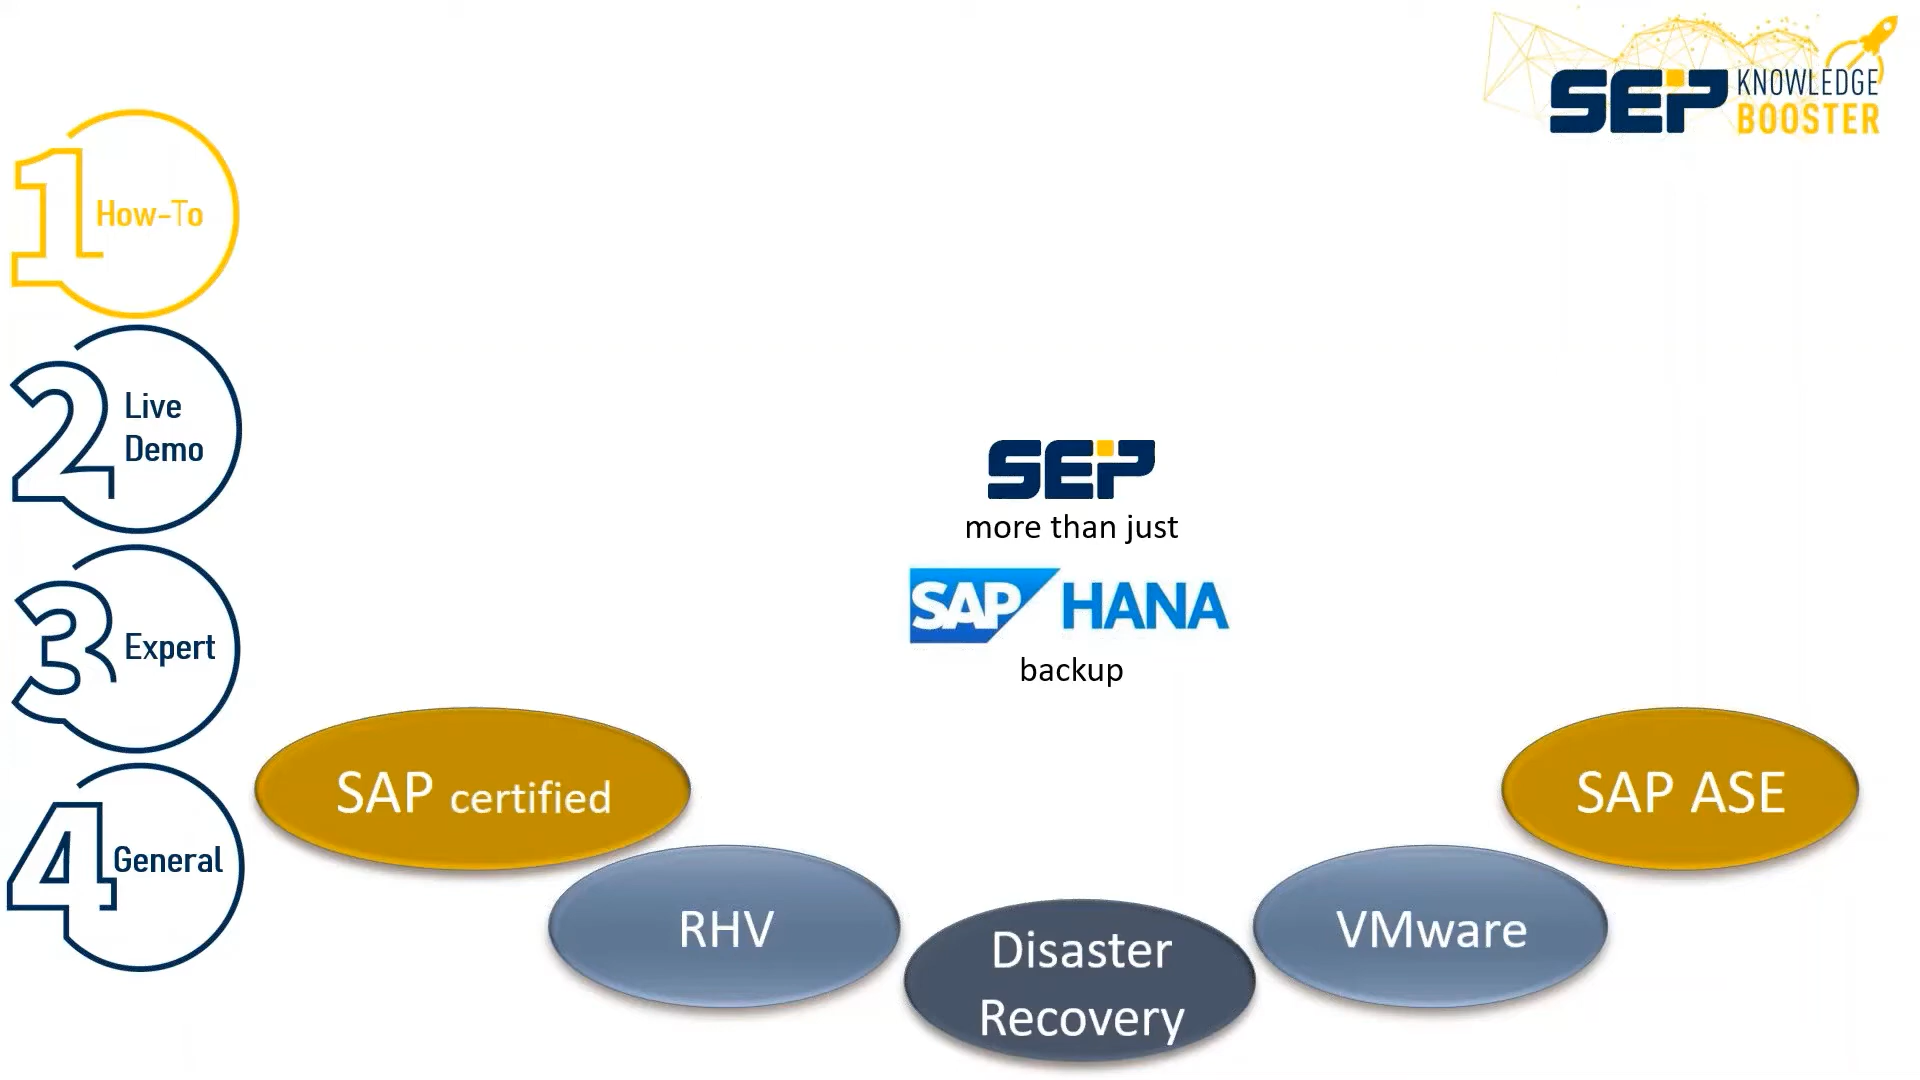 SEP KNOWLEDGE
BOOSTER
1 How-To
2 Live
Demo
3 Expert
4 General
SEP
more than just
SAP HANA
backup
SAP certified
RHV
Disaster
Recovery
VMware
SAP ASE